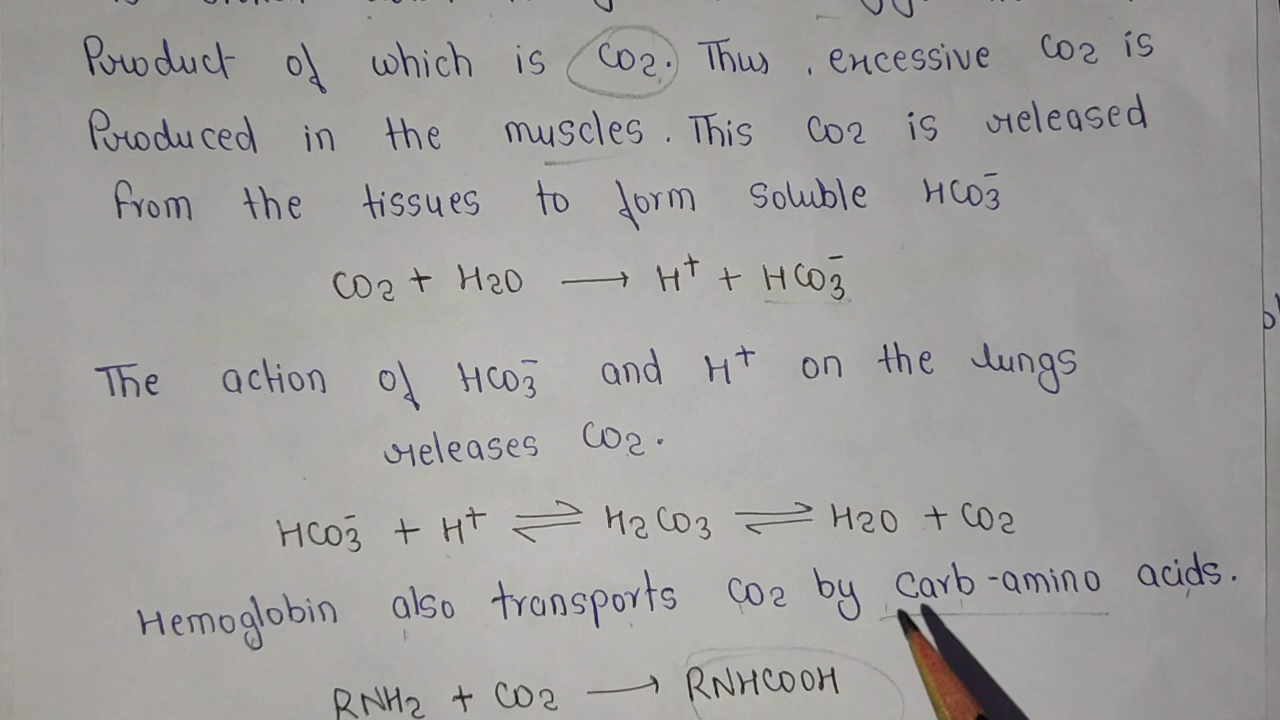 Product of which is CO2. Thus, excessive CO2 is
Produced in the muscles. This CO2 is released
from the tissues to form soluble HCO3⁻
CO2 + H2O ⟶ H⁺ + HCO3⁻
The action of HCO3⁻ and H⁺ on the lungs
releases CO2.
HCO3⁻ + H⁺ ⇌ H2CO3 ⇌ H2O + CO2
Hemoglobin also transports CO2 by carb-amino acids.
RNH2 + CO2 ⟶ RNHCOOH